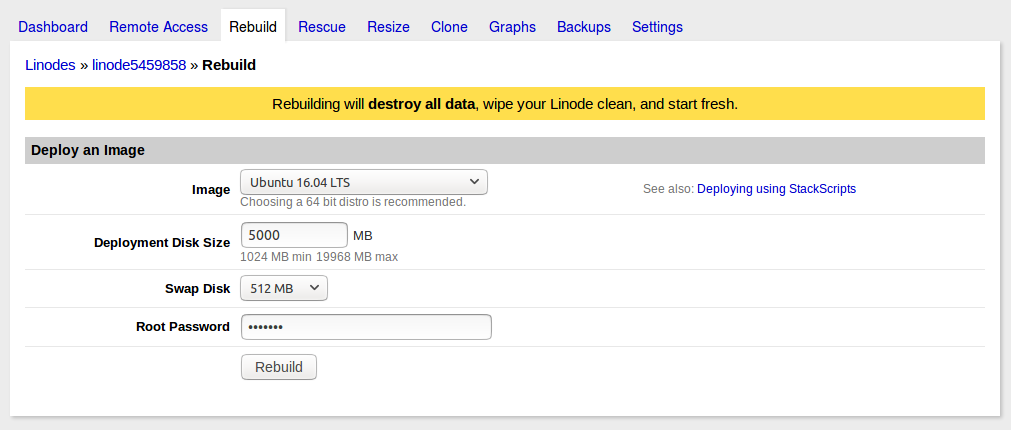 Dashboard Remote Access Rebuild Rescue Resize Clone Graphs Backups Settings
Linodes » linode5459858 » Rebuild
Rebuilding will destroy all data, wipe your Linode clean, and start fresh.
Deploy an Image
Image Ubuntu 16.04 LTS See also: Deploying using StackScripts
Choosing a 64 bit distro is recommended.
Deployment Disk Size 5000 MB
1024 MB min 19968 MB max
Swap Disk 512 MB
Root Password •••••••
Rebuild